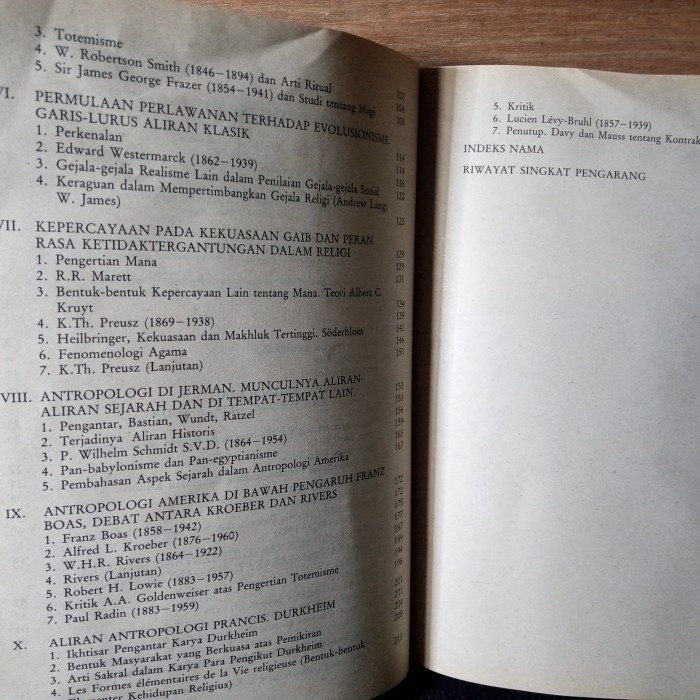 3. Totemisme
4. W. Robertson Smith (1846–1894) dan Arti Ritual
5. Sir James George Frazer (1854–1941) dan Studi tentang Magi
VI. PERMULAAN PERLAWANAN TERHADAP EVOLUSIONISME
GARIS-LURUS ALIRAN KLASIK
1. Perkenalan
2. Edward Westermarck (1862–1939)
3. Gejala-gejala Realisme Lain dalam Penilaian Gejala-gejala Sosial
4. Keraguan dalam Mempertimbangkan Gejala Religi (Andrew Lang,
W. James)
VII. KEPERCAYAAN PADA KEKUASAAN GAIB DAN PERAN
RASA KETIDAKTERGANTUNGAN DALAM RELIGI
1. Pengertian Mana
2. R.R. Marett
3. Bentuk-bentuk Kepercayaan Lain tentang Mana. Teori Albert C.
Kruyt
4. K.Th. Preusz (1869–1938)
5. Heilbringer, Kekuasaan dan Makhluk Tertinggi. Söderblom
6. Fenomenologi Agama
7. K.Th. Preusz (Lanjutan)
VIII. ANTROPOLOGI DI JERMAN. MUNCULNYA ALIRAN-
ALIRAN SEJARAH DAN DI TEMPAT-TEMPAT LAIN
1. Pengantar, Bastian, Wundt, Ratzel
2. Terjadinya Aliran Historis
3. P. Wilhelm Schmidt S.V.D. (1864–1954)
4. Pan-babylonisme dan Pan-egyptianisme
5. Pembahasan Aspek Sejarah dalam Antropologi Amerika
IX. ANTROPOLOGI AMERIKA DI BAWAH PENGARUH FRANZ
BOAS, DEBAT ANTARA KROEBER DAN RIVERS
1. Franz Boas (1858–1942)
2. Alfred L. Kroeber (1876–1960)
3. W.H.R. Rivers (1864–1922)
4. Rivers (Lanjutan)
5. Robert H. Lowie (1883–1957)
6. Kritik A.A. Goldenweiser atas Pengertian Totemisme
7. Paul Radin (1883–1959)
X. ALIRAN ANTROPOLOGI PRANCIS. DURKHEIM
1. Ikhtisar Pengantar Karya Durkheim
2. Bentuk Masyarakat yang Berkuasa atas Pemikiran
3. Arti Sakral dalam Karya Para Pengikut Durkheim
4. Les Formes élémentaires de la Vie religieuse (Bentuk-bentuk
Kehidupan Religius)
213
5. Kritik
6. Lucien Lévy-Bruhl (1857–1939)
7. Penutup. Davy dan Mauss tentang Kontrak
INDEKS NAMA
RIWAYAT SINGKAT PENGARANG